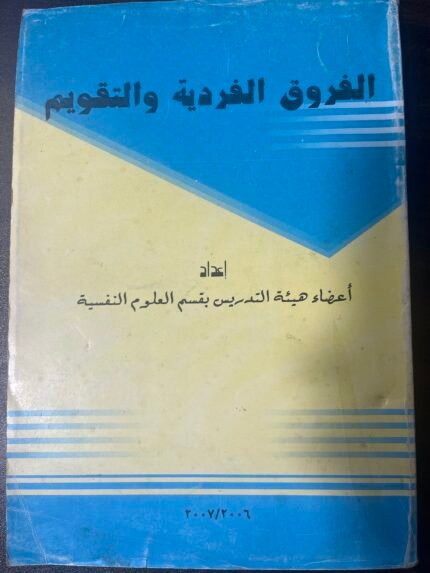 الفروق الفردية والتقويم
إعداد
أعضاء هيئة التدريس بقسم العلوم النفسية
٢٠٠٧/٢٠٠٦